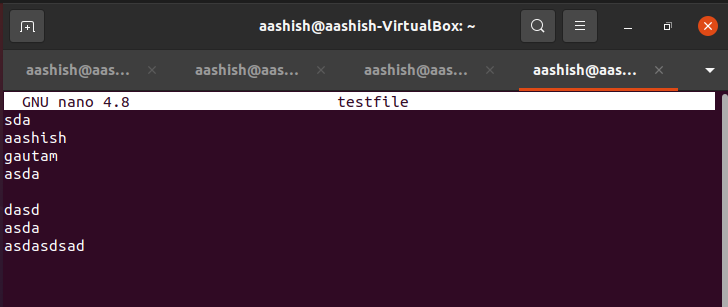 aashish@aashish-VirtualBox: ~
aashish@aas... aashish@aas... aashish@aas... aashish@aas...
GNU nano 4.8 testfile
sda
aashish
gautam
asda

dasd
asda
asdasdsad